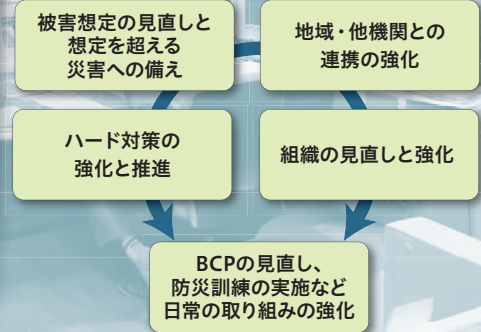 被害想定の見直しと
想定を超える
災害への備え
地域・他機関との
連携の強化
ハード対策の
強化と推進
組織の見直しと強化
BCPの見直し、
防災訓練の実施など
日常の取り組みの強化